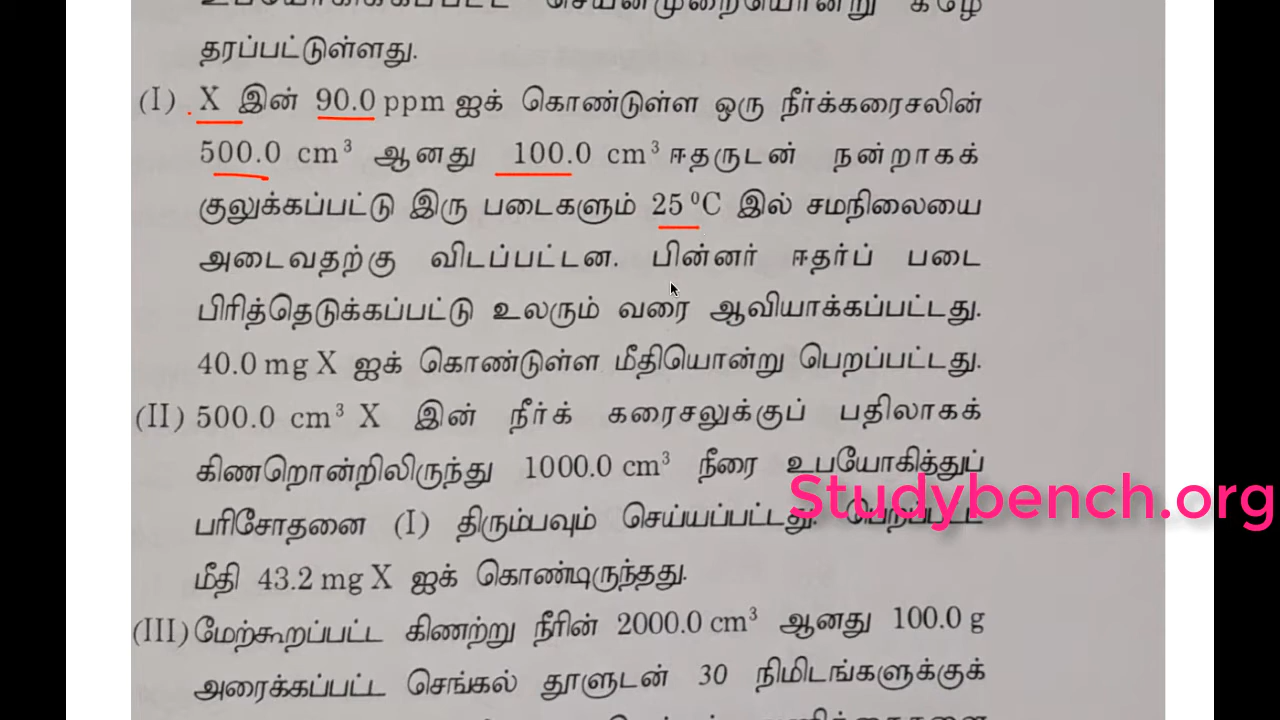 தரப்பட்டுள்ளது.
(I) X இன் 90.0 ppm ஐக் கொண்டுள்ள ஒரு நீர்க்கரைசலின்
500.0 cm³ ஆனது 100.0 cm³ ஈதருடன் நன்றாகக்
குலுக்கப்பட்டு இரு படைகளும் 25 ⁰C இல் சமநிலையை
அடைவதற்கு விடப்பட்டன. பின்னர் ஈதர்ப் படை
பிரித்தெடுக்கப்பட்டு உலரும் வரை ஆவியாக்கப்பட்டது.
40.0 mg X ஐக் கொண்டுள்ள மீதியொன்று பெறப்பட்டது.
(II) 500.0 cm³ X இன் நீர்க் கரைசலுக்குப் பதிலாகக்
கிணறொன்றிலிருந்து 1000.0 cm³ நீரை உபயோகித்துப்
Studybench.org
பரிசோதனை (I) திரும்பவும் செய்யப்பட்டது. பெறப்பட்ட
மீதி 43.2 mg X ஐக் கொண்டிருந்தது.
(III) மேற்கூறப்பட்ட கிணற்று நீரின் 2000.0 cm³ ஆனது 100.0 g
அரைக்கப்பட்ட செங்கல் தூளுடன் 30 நிமிடங்களுக்குக்